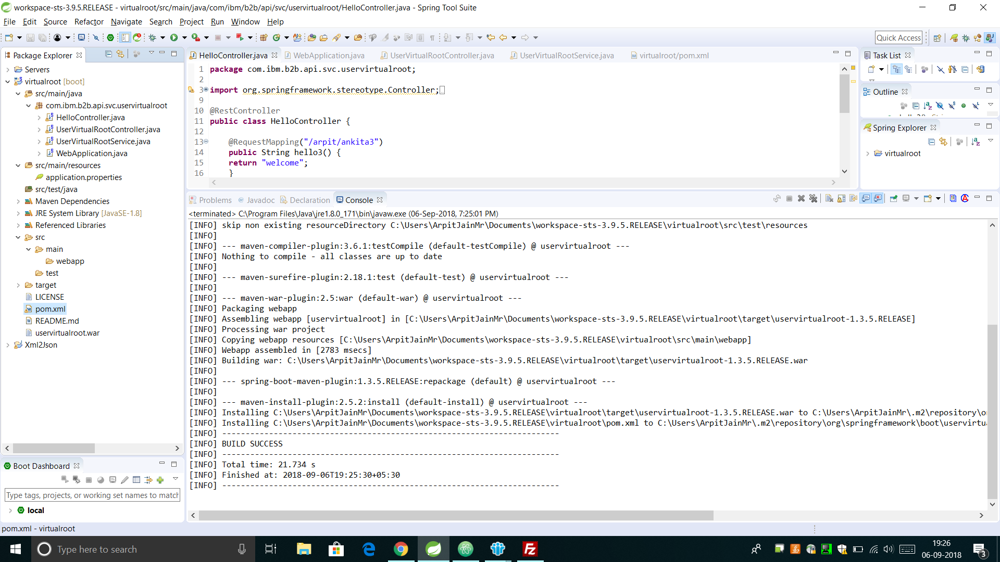 workspace-sts-3.9.5.RELEASE - virtualroot/src/main/java/com/ibm/b2b/api/svc/uservirtualroot/HelloController.java - Spring Tool Suite
File Edit Source Refactor Navigate Search Project Run Window Help
Quick Access
Package Explorer
Servers
virtualroot [boot]
src/main/java
com.ibm.b2b.api.svc.uservirtualroot
HelloController.java
UserVirtualRootController.java
UserVirtualRootService.java
WebApplication.java
src/main/resources
application.properties
src/test/java
Maven Dependencies
JRE System Library [JavaSE-1.8]
Referenced Libraries
src
main
webapp
test
target
LICENSE
pom.xml
README.md
uservirtualroot.war
Xml2Json
Boot Dashboard
Type tags, projects, or working set names to match
local
HelloController.java WebApplication.java UserVirtualRootController.java UserVirtualRootService.java virtualroot/pom.xml
1 package com.ibm.b2b.api.svc.uservirtualroot;
2
3 import org.springframework.stereotype.Controller;
9
10 @RestController
11 public class HelloController {
12
13 @RequestMapping("/arpit/ankita3")
14 public String hello3() {
15 return "welcome";
16 }
Task List
Outline
Spring Explorer
virtualroot
Problems Javadoc Declaration Console
<terminated> C:\Program Files\Java\jre1.8.0_171\bin\javaw.exe (06-Sep-2018, 7:25:01 PM)
[INFO] skip non existing resourceDirectory C:\Users\ArpitJainMr\Documents\workspace-sts-3.9.5.RELEASE\virtualroot\src\test\resources
[INFO]
[INFO] --- maven-compiler-plugin:3.6.1:testCompile (default-testCompile) @ uservirtualroot ---
[INFO] Nothing to compile - all classes are up to date
[INFO]
[INFO] --- maven-surefire-plugin:2.18.1:test (default-test) @ uservirtualroot ---
[INFO]
[INFO] --- maven-war-plugin:2.5:war (default-war) @ uservirtualroot ---
[INFO] Packaging webapp
[INFO] Assembling webapp [uservirtualroot] in [C:\Users\ArpitJainMr\Documents\workspace-sts-3.9.5.RELEASE\virtualroot\target\uservirtualroot-1.3.5.RELEASE]
[INFO] Processing war project
[INFO] Copying webapp resources [C:\Users\ArpitJainMr\Documents\workspace-sts-3.9.5.RELEASE\virtualroot\src\main\webapp]
[INFO] Webapp assembled in [2783 msecs]
[INFO] Building war: C:\Users\ArpitJainMr\Documents\workspace-sts-3.9.5.RELEASE\virtualroot\target\uservirtualroot-1.3.5.RELEASE.war
[INFO]
[INFO] --- spring-boot-maven-plugin:1.3.5.RELEASE:repackage (default) @ uservirtualroot ---
[INFO]
[INFO] --- maven-install-plugin:2.5.2:install (default-install) @ uservirtualroot ---
[INFO] Installing C:\Users\ArpitJainMr\Documents\workspace-sts-3.9.5.RELEASE\virtualroot\target\uservirtualroot-1.3.5.RELEASE.war to C:\Users\ArpitJainMr\.m2\repository\o
[INFO] Installing C:\Users\ArpitJainMr\Documents\workspace-sts-3.9.5.RELEASE\virtualroot\pom.xml to C:\Users\ArpitJainMr\.m2\repository\org\springframework\boot\uservirtu
[INFO] ------------------------------------------------------------------------
[INFO] BUILD SUCCESS
[INFO] ------------------------------------------------------------------------
[INFO] Total time: 21.734 s
[INFO] Finished at: 2018-09-06T19:25:30+05:30
[INFO] ------------------------------------------------------------------------
pom.xml - virtualroot
Type here to search
19:26
06-09-2018
3